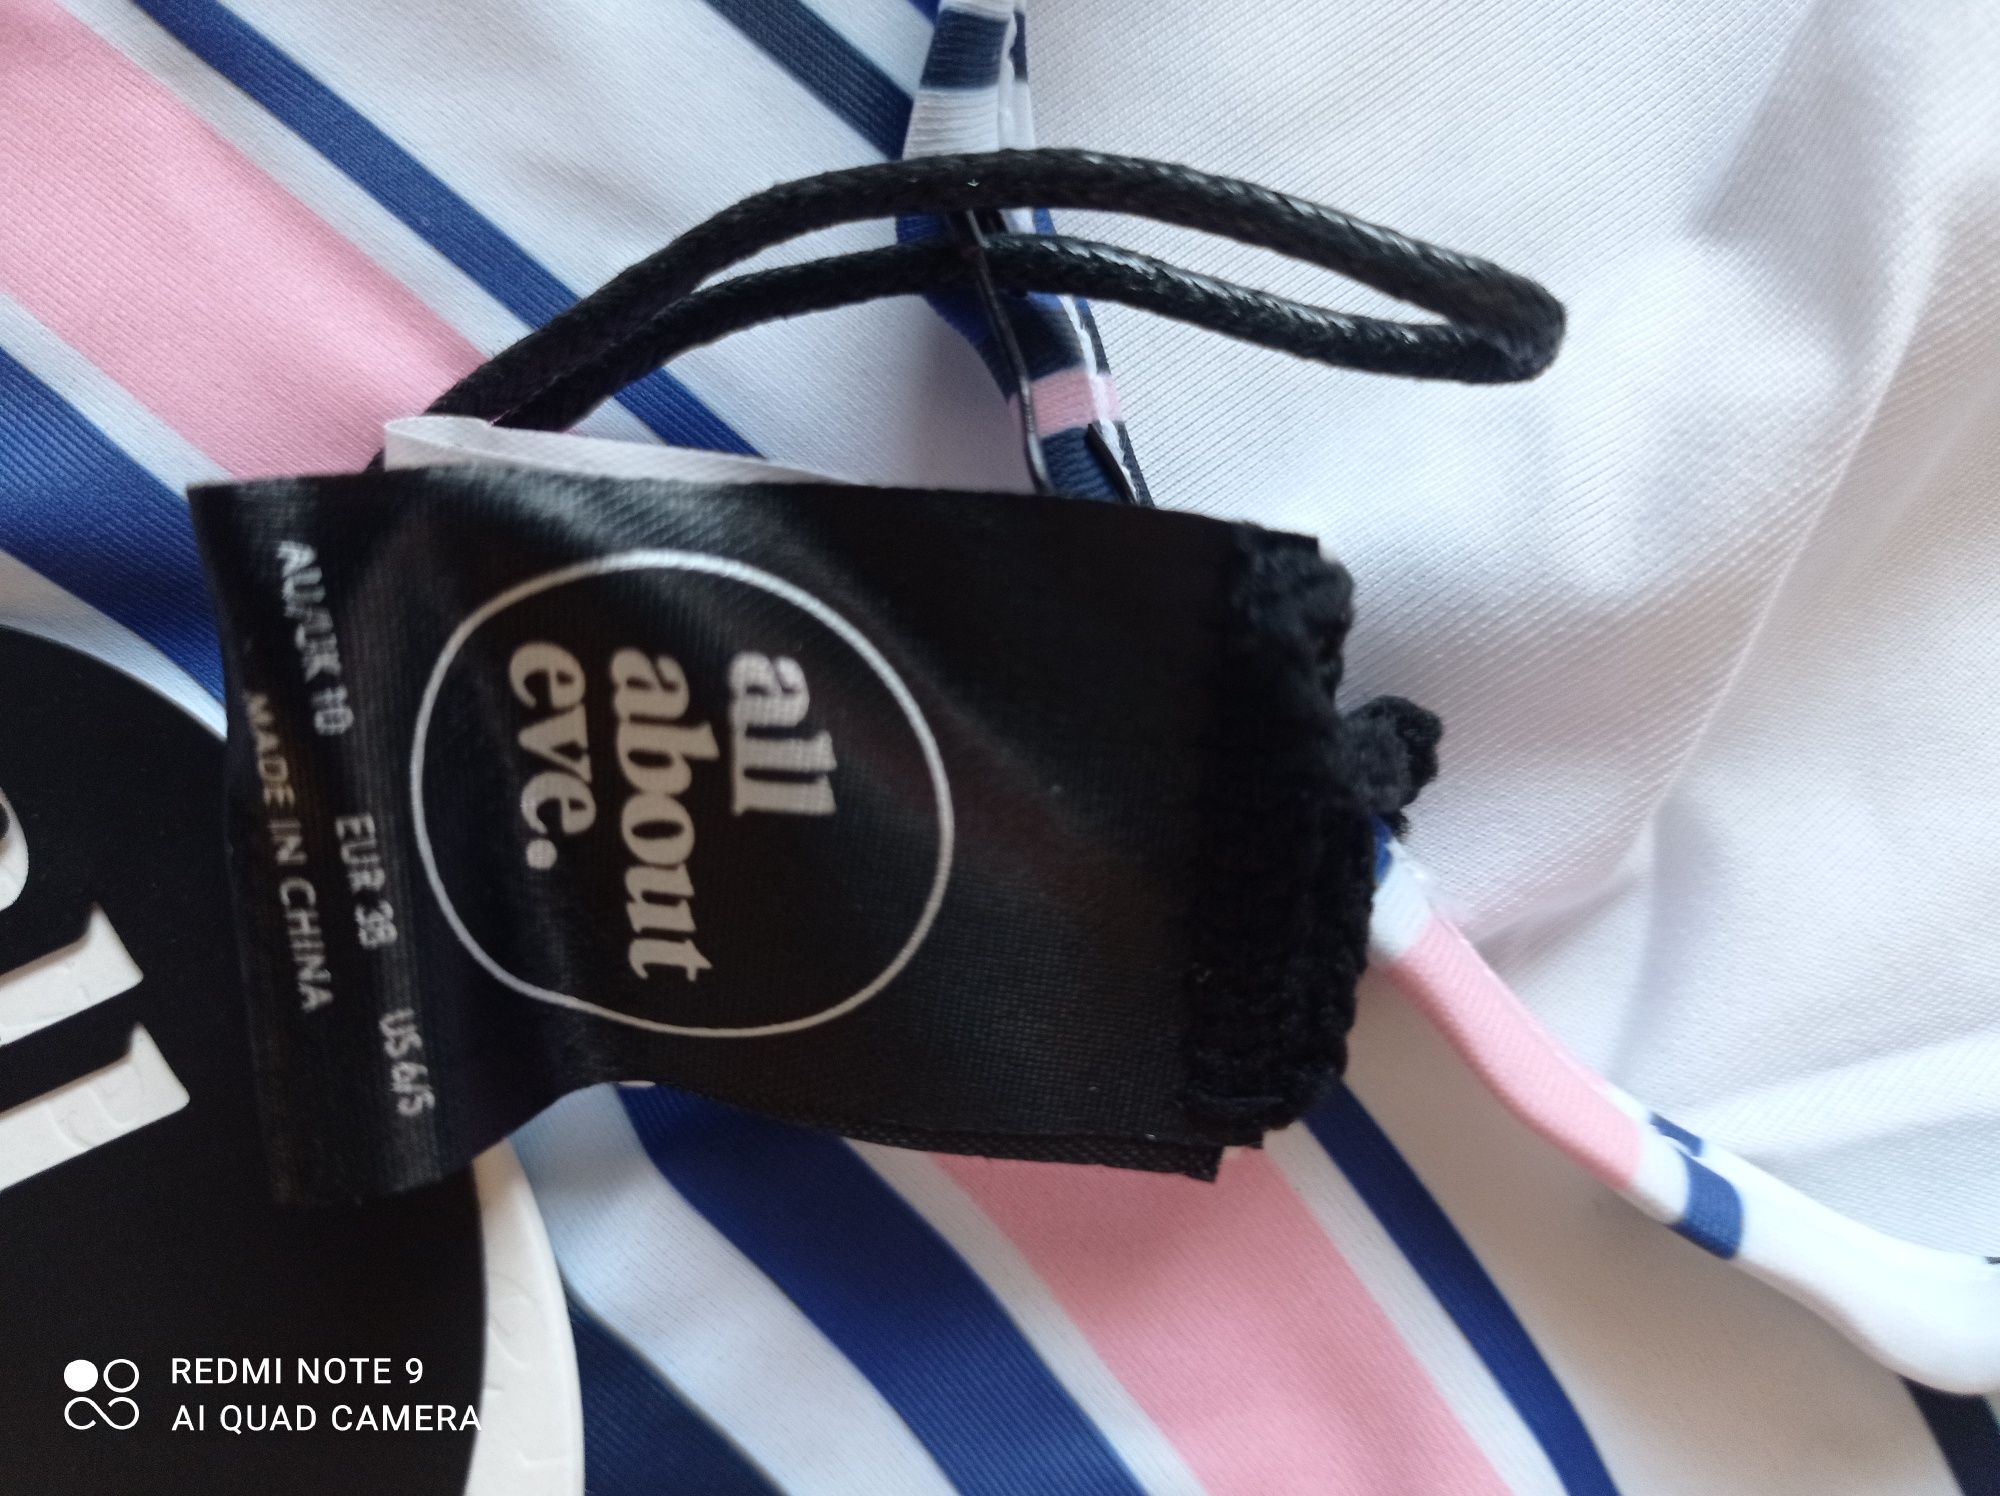 all
about
eve.
AU/UK 10 EUR 38 US 6/S
MADE IN CHINA
REDMI NOTE 9
AI QUAD CAMERA